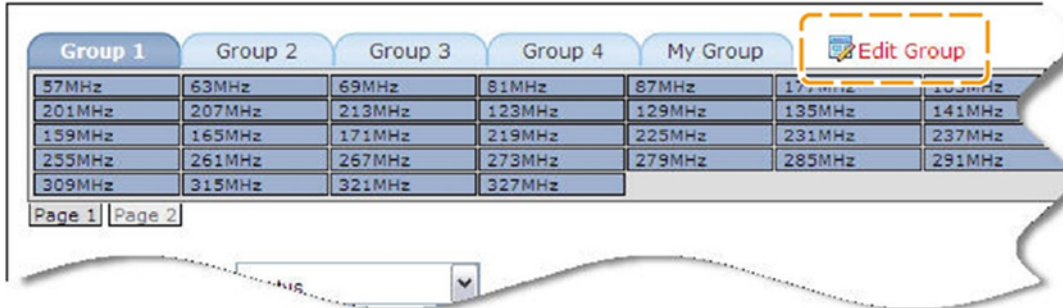 Group 1 Group 2 Group 3 Group 4 My Group Edit Group
57MHz 63MHz 69MHz 81MHz 87MHz 177MHz 183MHz
201MHz 207MHz 213MHz 123MHz 129MHz 135MHz 141MHz
159MHz 165MHz 171MHz 219MHz 225MHz 231MHz 237MHz
255MHz 261MHz 267MHz 273MHz 279MHz 285MHz 291MHz
309MHz 315MHz 321MHz 327MHz
Page 1 Page 2